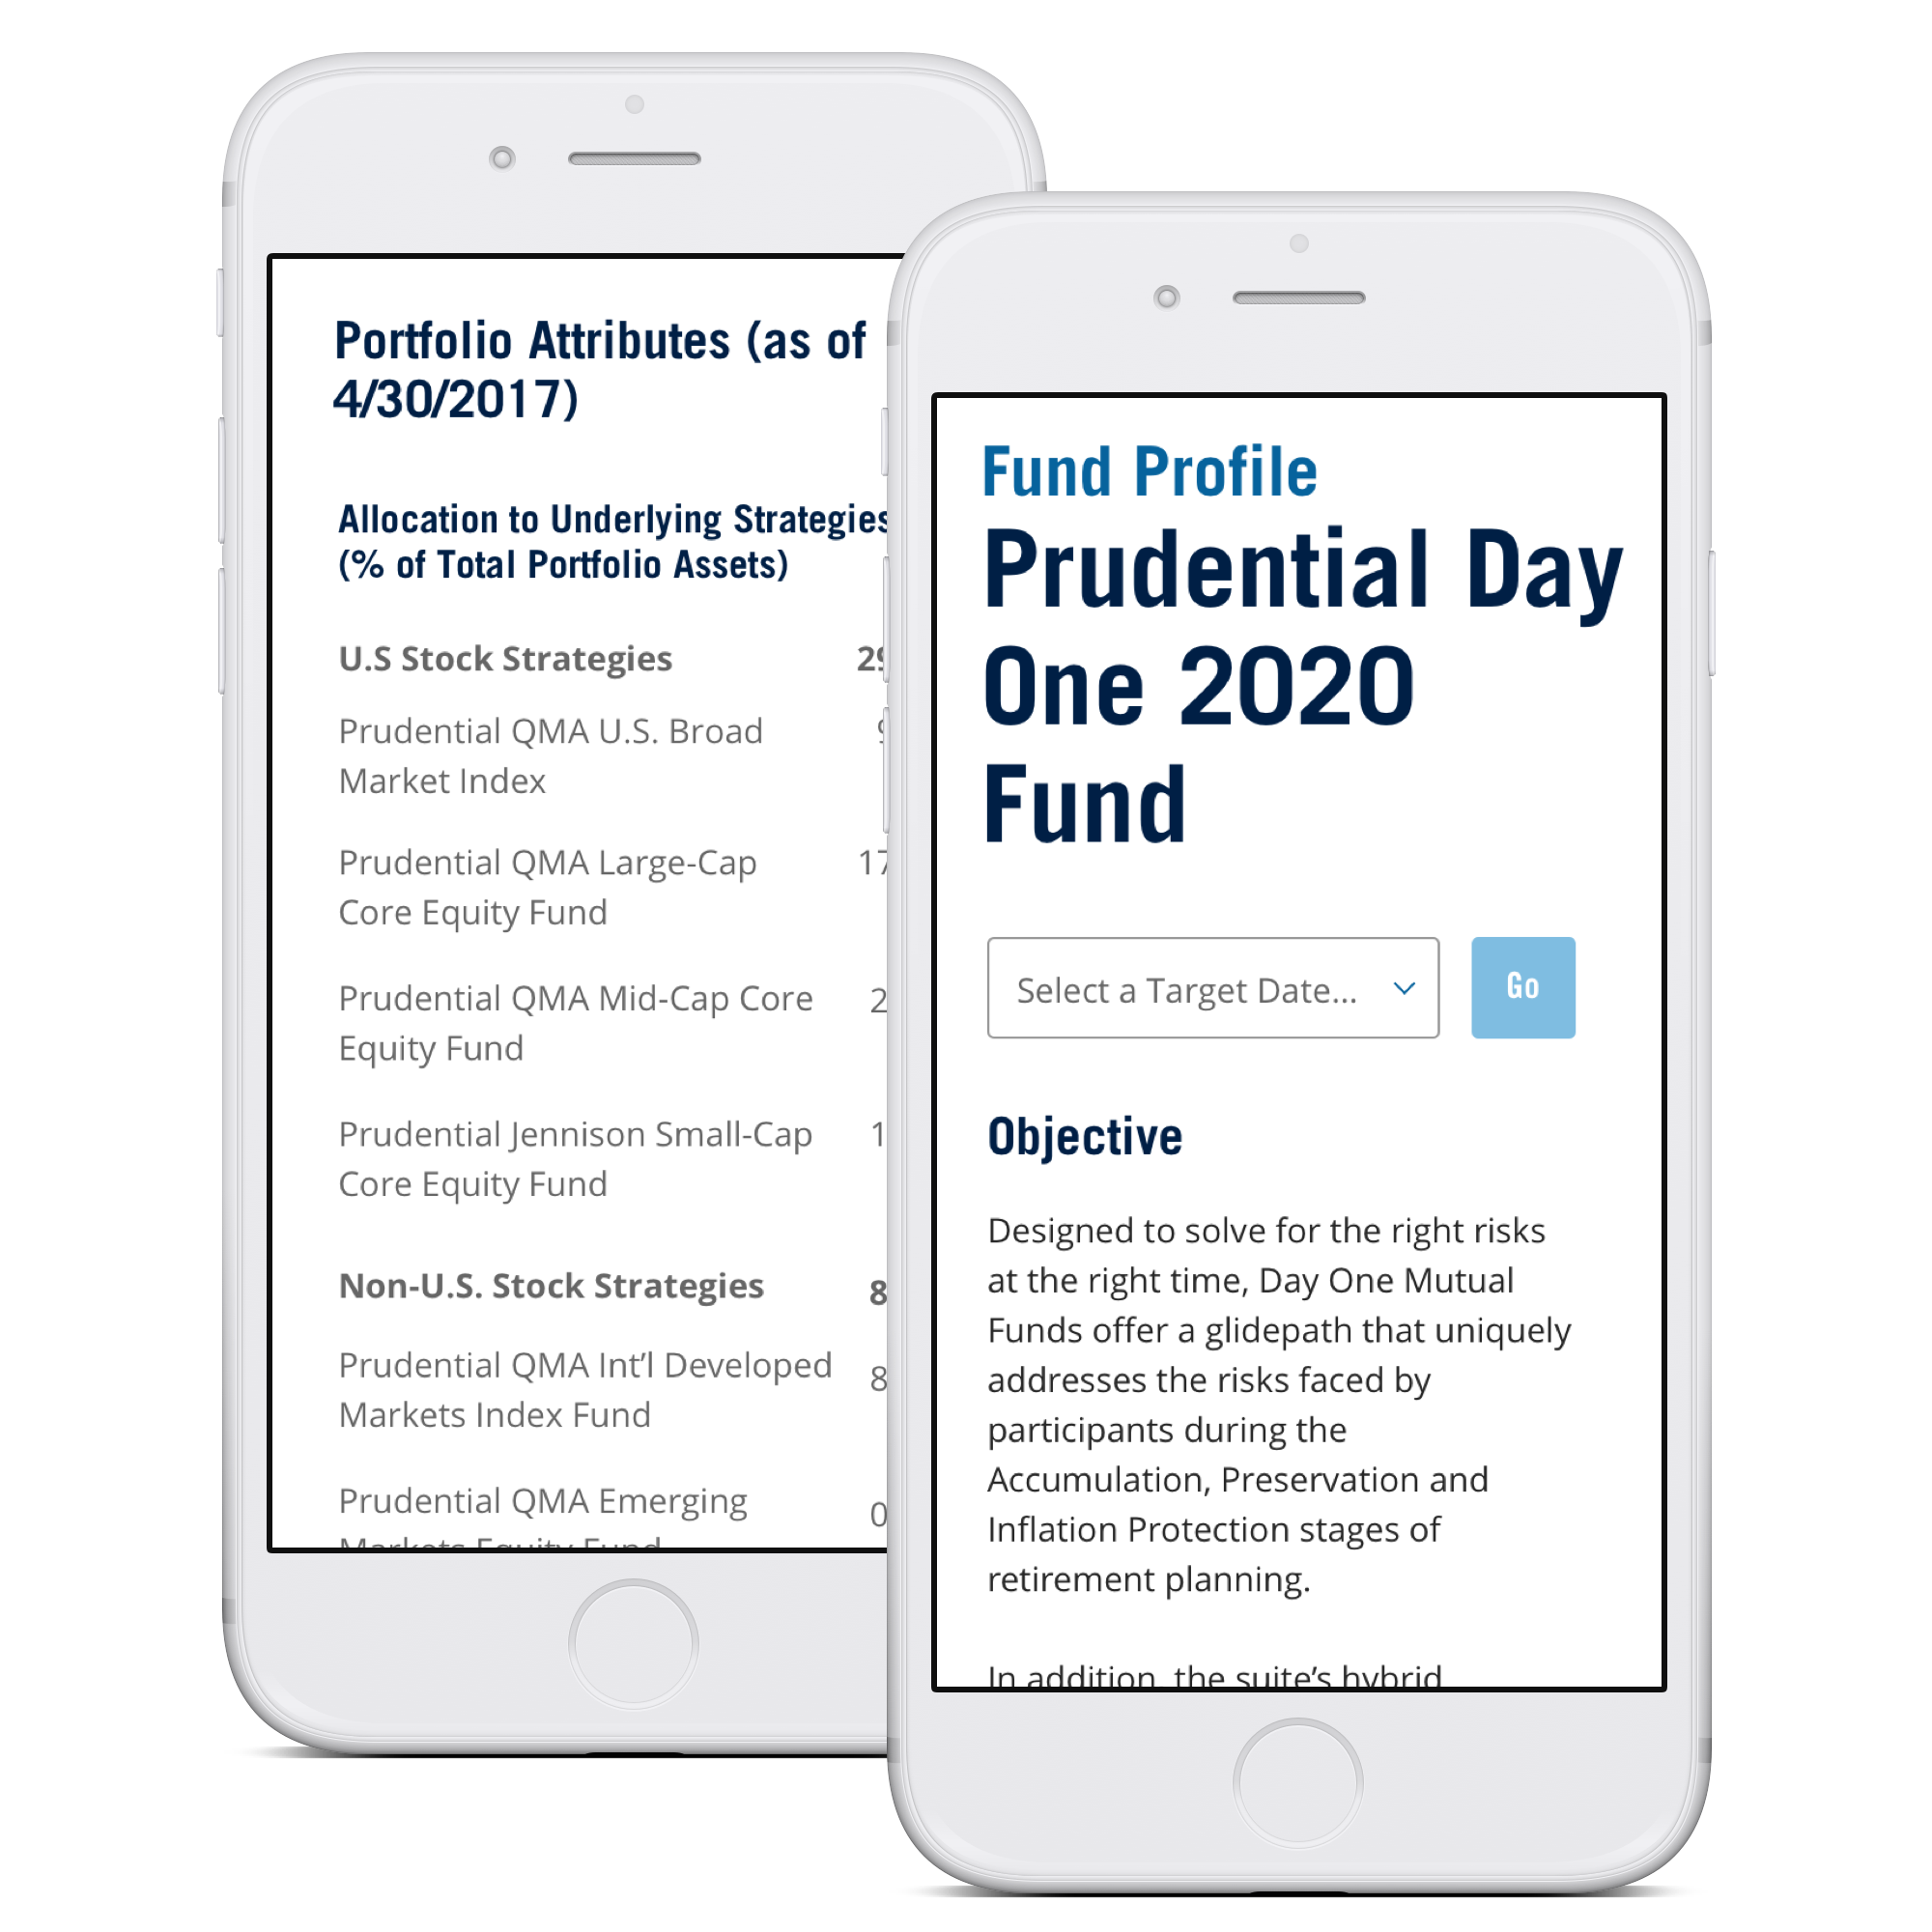 Portfolio Attributes (as of
4/30/2017)
Allocation to Underlying Strategies
(% of Total Portfolio Assets)
U.S Stock Strategies
Prudential QMA U.S. Broad
Market Index
Prudential QMA Large-Cap 17
Core Equity Fund
Prudential QMA Mid-Cap Core 2
Equity Fund
Prudential Jennison Small-Cap 1
Core Equity Fund
Non-U.S. Stock Strategies 8
Prudential QMA Int’l Developed 8
Markets Index Fund
Prudential QMA Emerging 0
Markets Equity Fund
Fund Profile
Prudential Day
One 2020
Fund
Select a Target Date...
Go
Objective
Designed to solve for the right risks
at the right time, Day One Mutual
Funds offer a glidepath that uniquely
addresses the risks faced by
participants during the
Accumulation, Preservation and
Inflation Protection stages of
retirement planning.
In addition, the suite’s hybrid